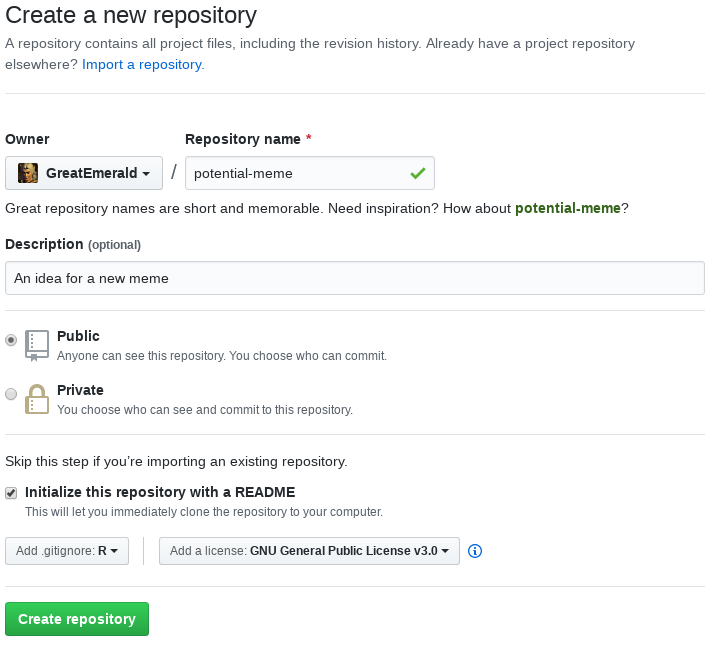 Create a new repository
A repository contains all project files, including the revision history. Already have a project repository
elsewhere? Import a repository.
Owner
Repository name *
GreatEmerald / potential-meme
Great repository names are short and memorable. Need inspiration? How about potential-meme?
Description (optional)
An idea for a new meme
Public
Anyone can see this repository. You choose who can commit.
Private
You choose who can see and commit to this repository.
Skip this step if you’re importing an existing repository.
Initialize this repository with a README
This will let you immediately clone the repository to your computer.
Add .gitignore: R
Add a license: GNU General Public License v3.0
Create repository